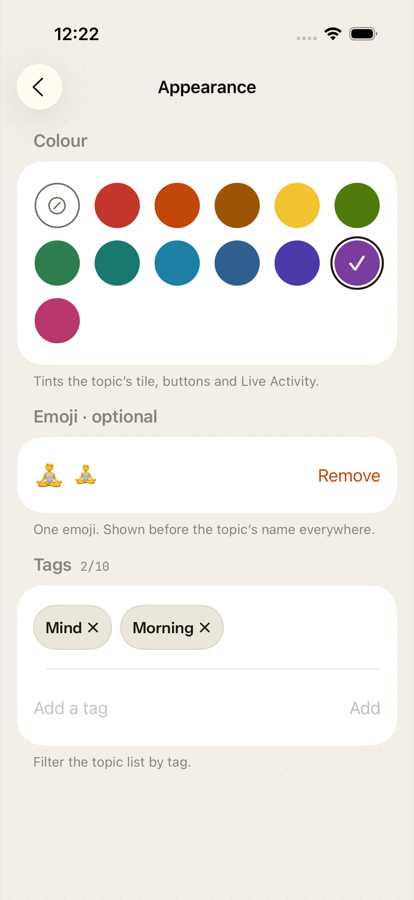 12:22
Appearance
Colour
Tints the topic’s tile, buttons and Live Activity.
Emoji · optional
🧘 🧘 Remove
One emoji. Shown before the topic’s name everywhere.
Tags 2/10
Mind × Morning ×
Add a tag Add
Filter the topic list by tag.